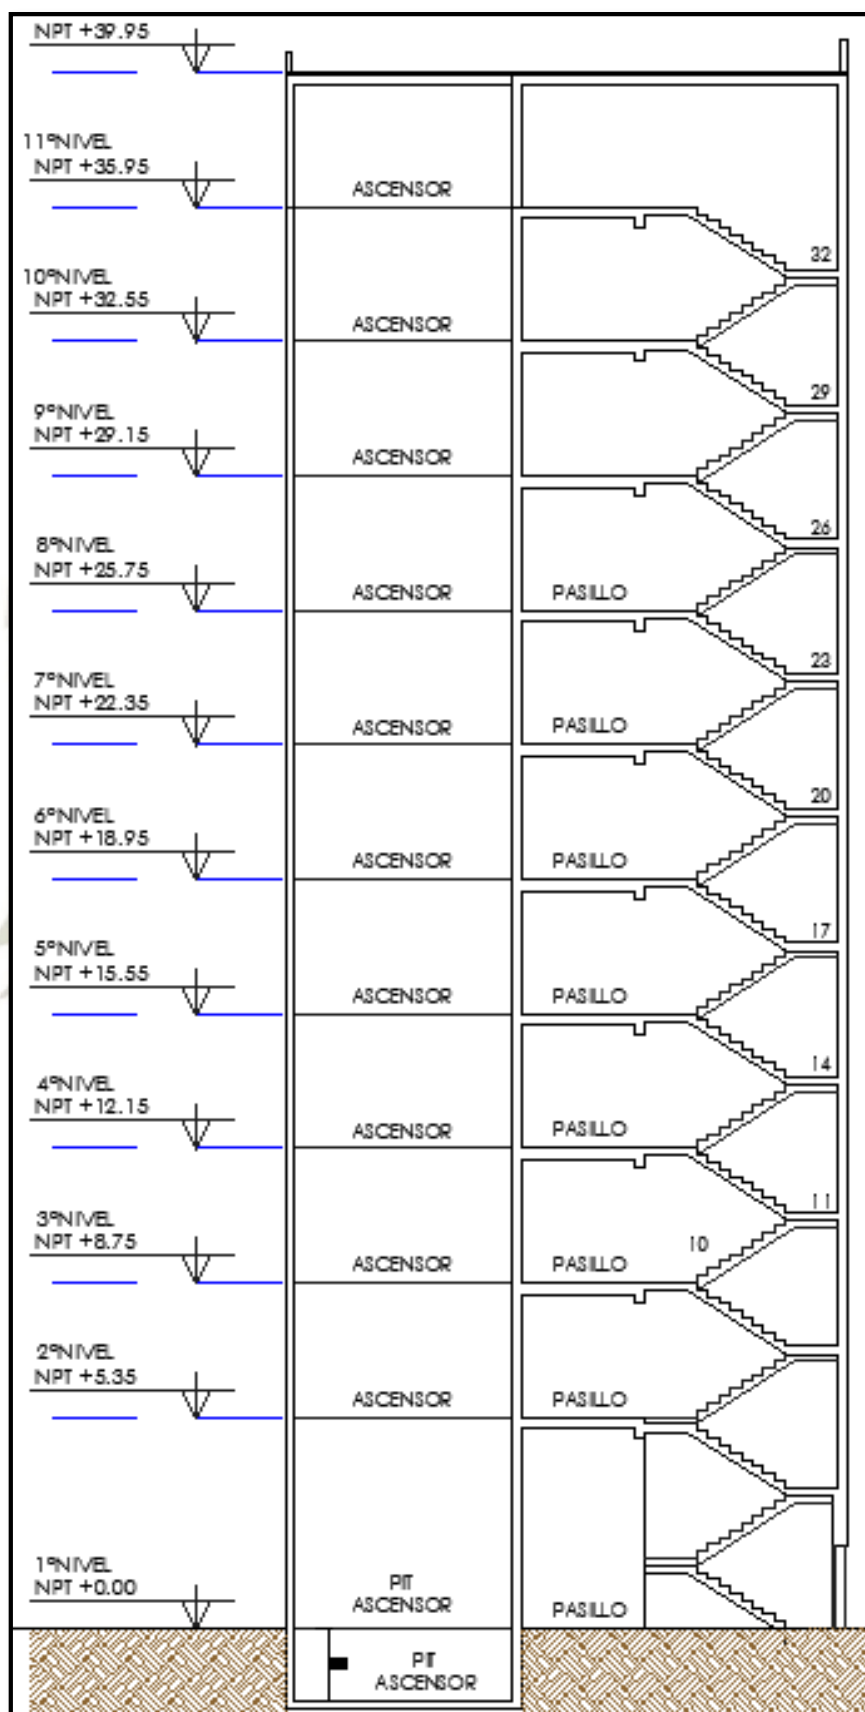 NPT +39.95
11°NIVEL
NPT +35.95
ASCENSOR
32
10°NIVEL
NPT +32.55
ASCENSOR
29
9°NIVEL
NPT +29.15
ASCENSOR
26
8°NIVEL
NPT +25.75
ASCENSOR
PASILLO
23
7°NIVEL
NPT +22.35
ASCENSOR
PASILLO
20
6°NIVEL
NPT +18.95
ASCENSOR
PASILLO
17
5°NIVEL
NPT +15.55
ASCENSOR
PASILLO
14
4°NIVEL
NPT +12.15
ASCENSOR
PASILLO
11
3°NIVEL
NPT +8.75
10
ASCENSOR
PASILLO
2°NIVEL
NPT +5.35
ASCENSOR
PASILLO
1°NIVEL
NPT +0.00
PIT
ASCENSOR
PASILLO
PIT
ASCENSOR